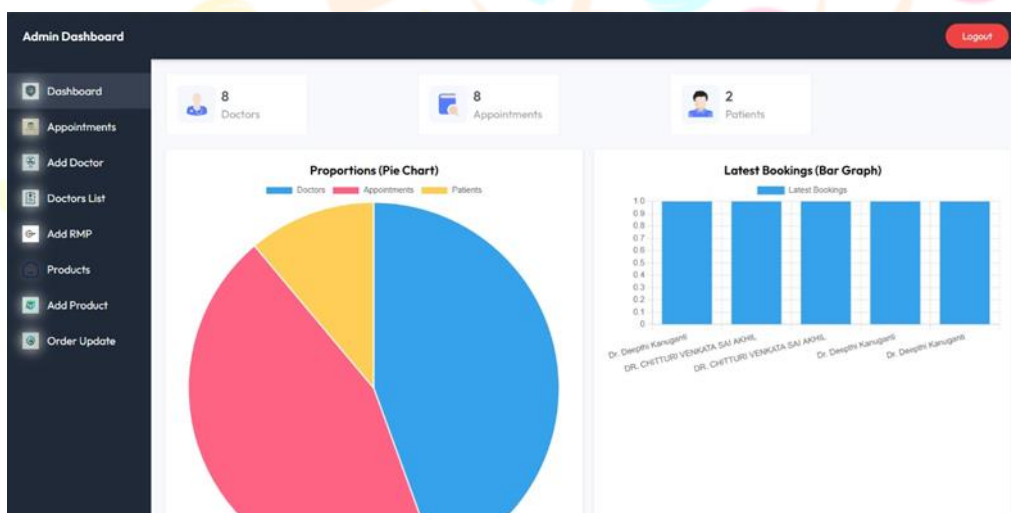 Admin Dashboard
Logout
Dashboard
Appointments
Add Doctor
Doctors List
Add RMP
Products
Add Product
Order Update
8
Doctors
8
Appointments
2
Patients
Proportions (Pie Chart)
Doctors Appointments Patients
Latest Bookings (Bar Graph)
Latest Bookings
1.0
0.9
0.8
0.7
0.6
0.5
0.4
0.3
0.2
0.1
0
Dr. Deepthi Kanuganti
DR. CHITTURI VENKATA SAI AKHIL
DR. CHITTURI VENKATA SAI AKHIL
Dr. Deepthi Kanuganti
Dr. Deepthi Kanuganti